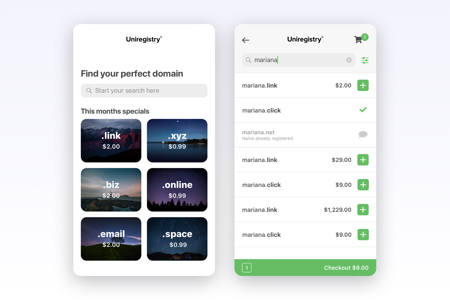 Uniregistry
Find your perfect domain
Start your search here
This months specials
.link
$2.00
.xyz
$0.99
.biz
$2.00
.online
$0.99
.email
$2.00
.space
$0.99
Uniregistry
1
mariana
mariana.link $2.00
mariana.click
mariana.net
Name already registered
mariana.link $29.00
mariana.click $9.00
mariana.link $1,229.00
mariana.click $9.00
1 Checkout $9.00